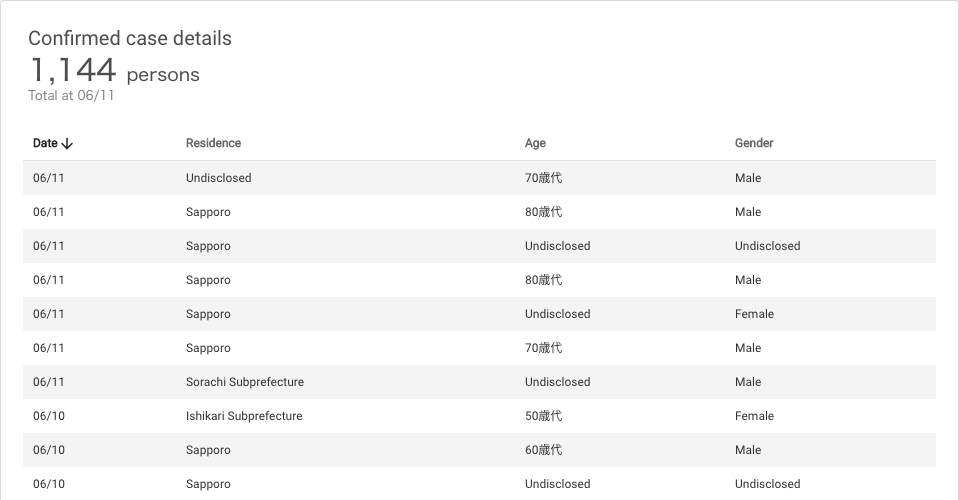 Confirmed case details
1,144 persons
Total at 06/11
Date Residence Age Gender
06/11 Undisclosed 70歳代 Male
06/11 Sapporo 80歳代 Male
06/11 Sapporo Undisclosed Undisclosed
06/11 Sapporo 80歳代 Male
06/11 Sapporo Undisclosed Female
06/11 Sapporo 70歳代 Male
06/11 Sorachi Subprefecture Undisclosed Male
06/10 Ishikari Subprefecture 50歳代 Female
06/10 Sapporo 60歳代 Male
06/10 Sapporo Undisclosed Undisclosed